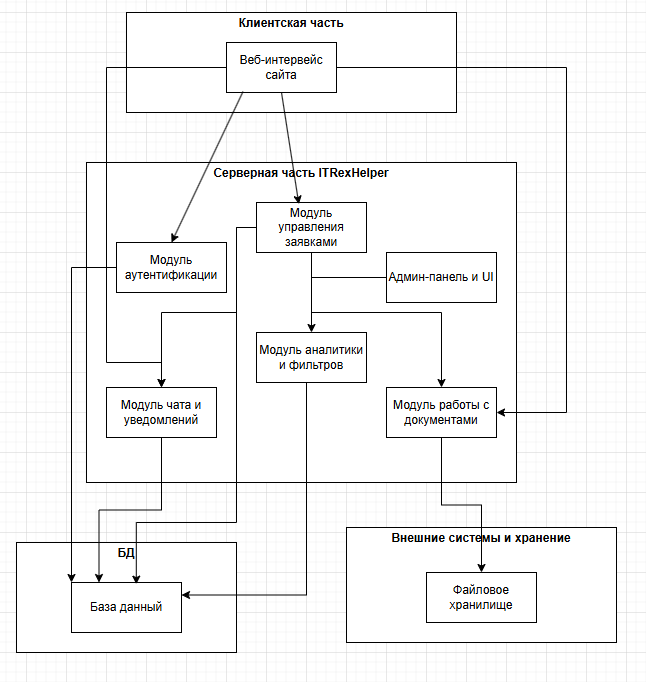 Клиентская часть
Веб-интервейс
сайта
Серверная часть ITRexHelper
Модуль
управления
заявками
Модуль
аутентификации
Админ-панель и UI
Модуль аналитики
и фильтров
Модуль чата и
уведомлений
Модуль работы с
документами
Внешние системы и хранение
БД
База данный
Файловое
хранилище